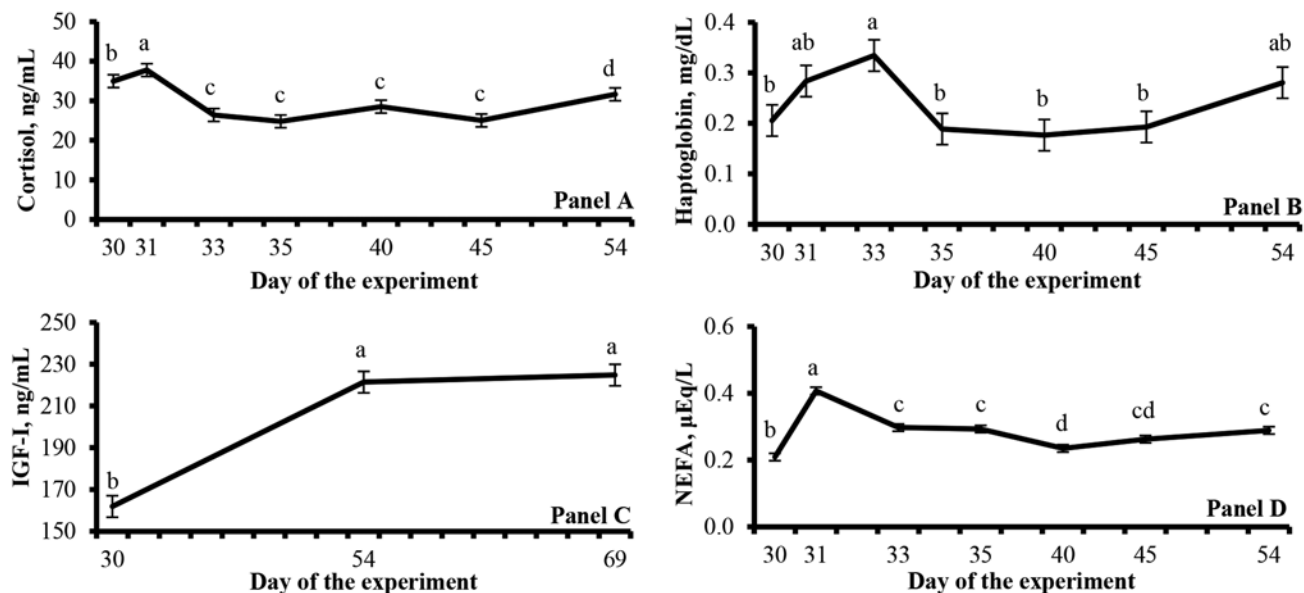 50
40
30
20
10
0
Cortisol, ng/mL
b
a
c
c
c
c
d
Panel A
30 31 33 35 40 45 54
Day of the experiment
0.4
0.3
0.2
0.1
0.0
Haptoglobin, mg/dL
b
ab
a
b
b
b
ab
Panel B
30 31 33 35 40 45 54
Day of the experiment
250
230
210
190
170
150
IGF-I, ng/mL
b
a
a
Panel C
30 54 69
Day of the experiment
0.6
0.4
0.2
0.0
NEFA, µEq/L
b
a
c
c
d
cd
c
Panel D
30 31 33 35 40 45 54
Day of the experiment